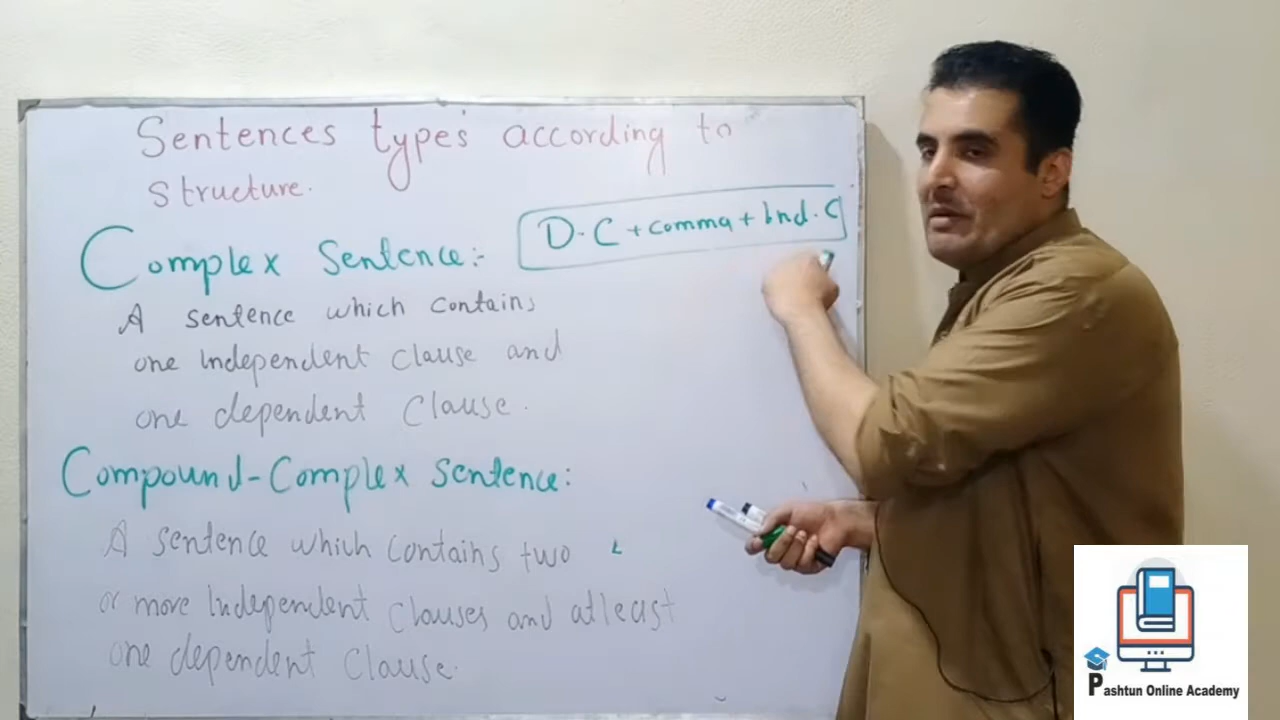 Sentences types according to
structure.
Complex Sentence:-
D.C + comma + Ind. C
A sentence which contains
one Independent Clause and
one dependent Clause.
Compound-Complex sentence:
A sentence which contains two
or more Independent Clauses and atleast
one dependent Clause.
Pashtun Online Academy